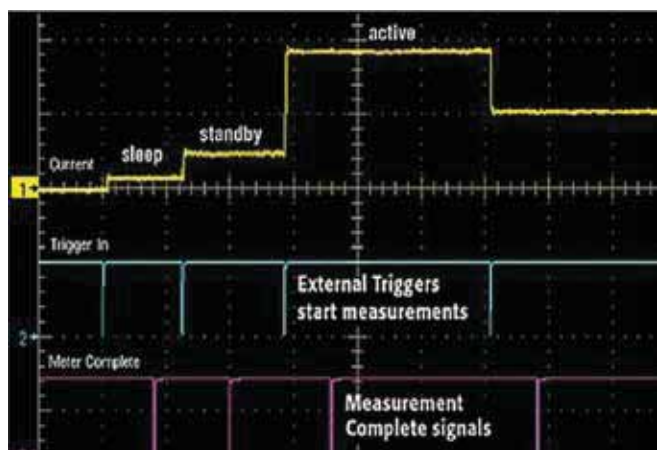 active
standby
sleep
Current
1
Trigger In
External Triggers
start measurements
2
Meter Complete
Measurement
Complete signals